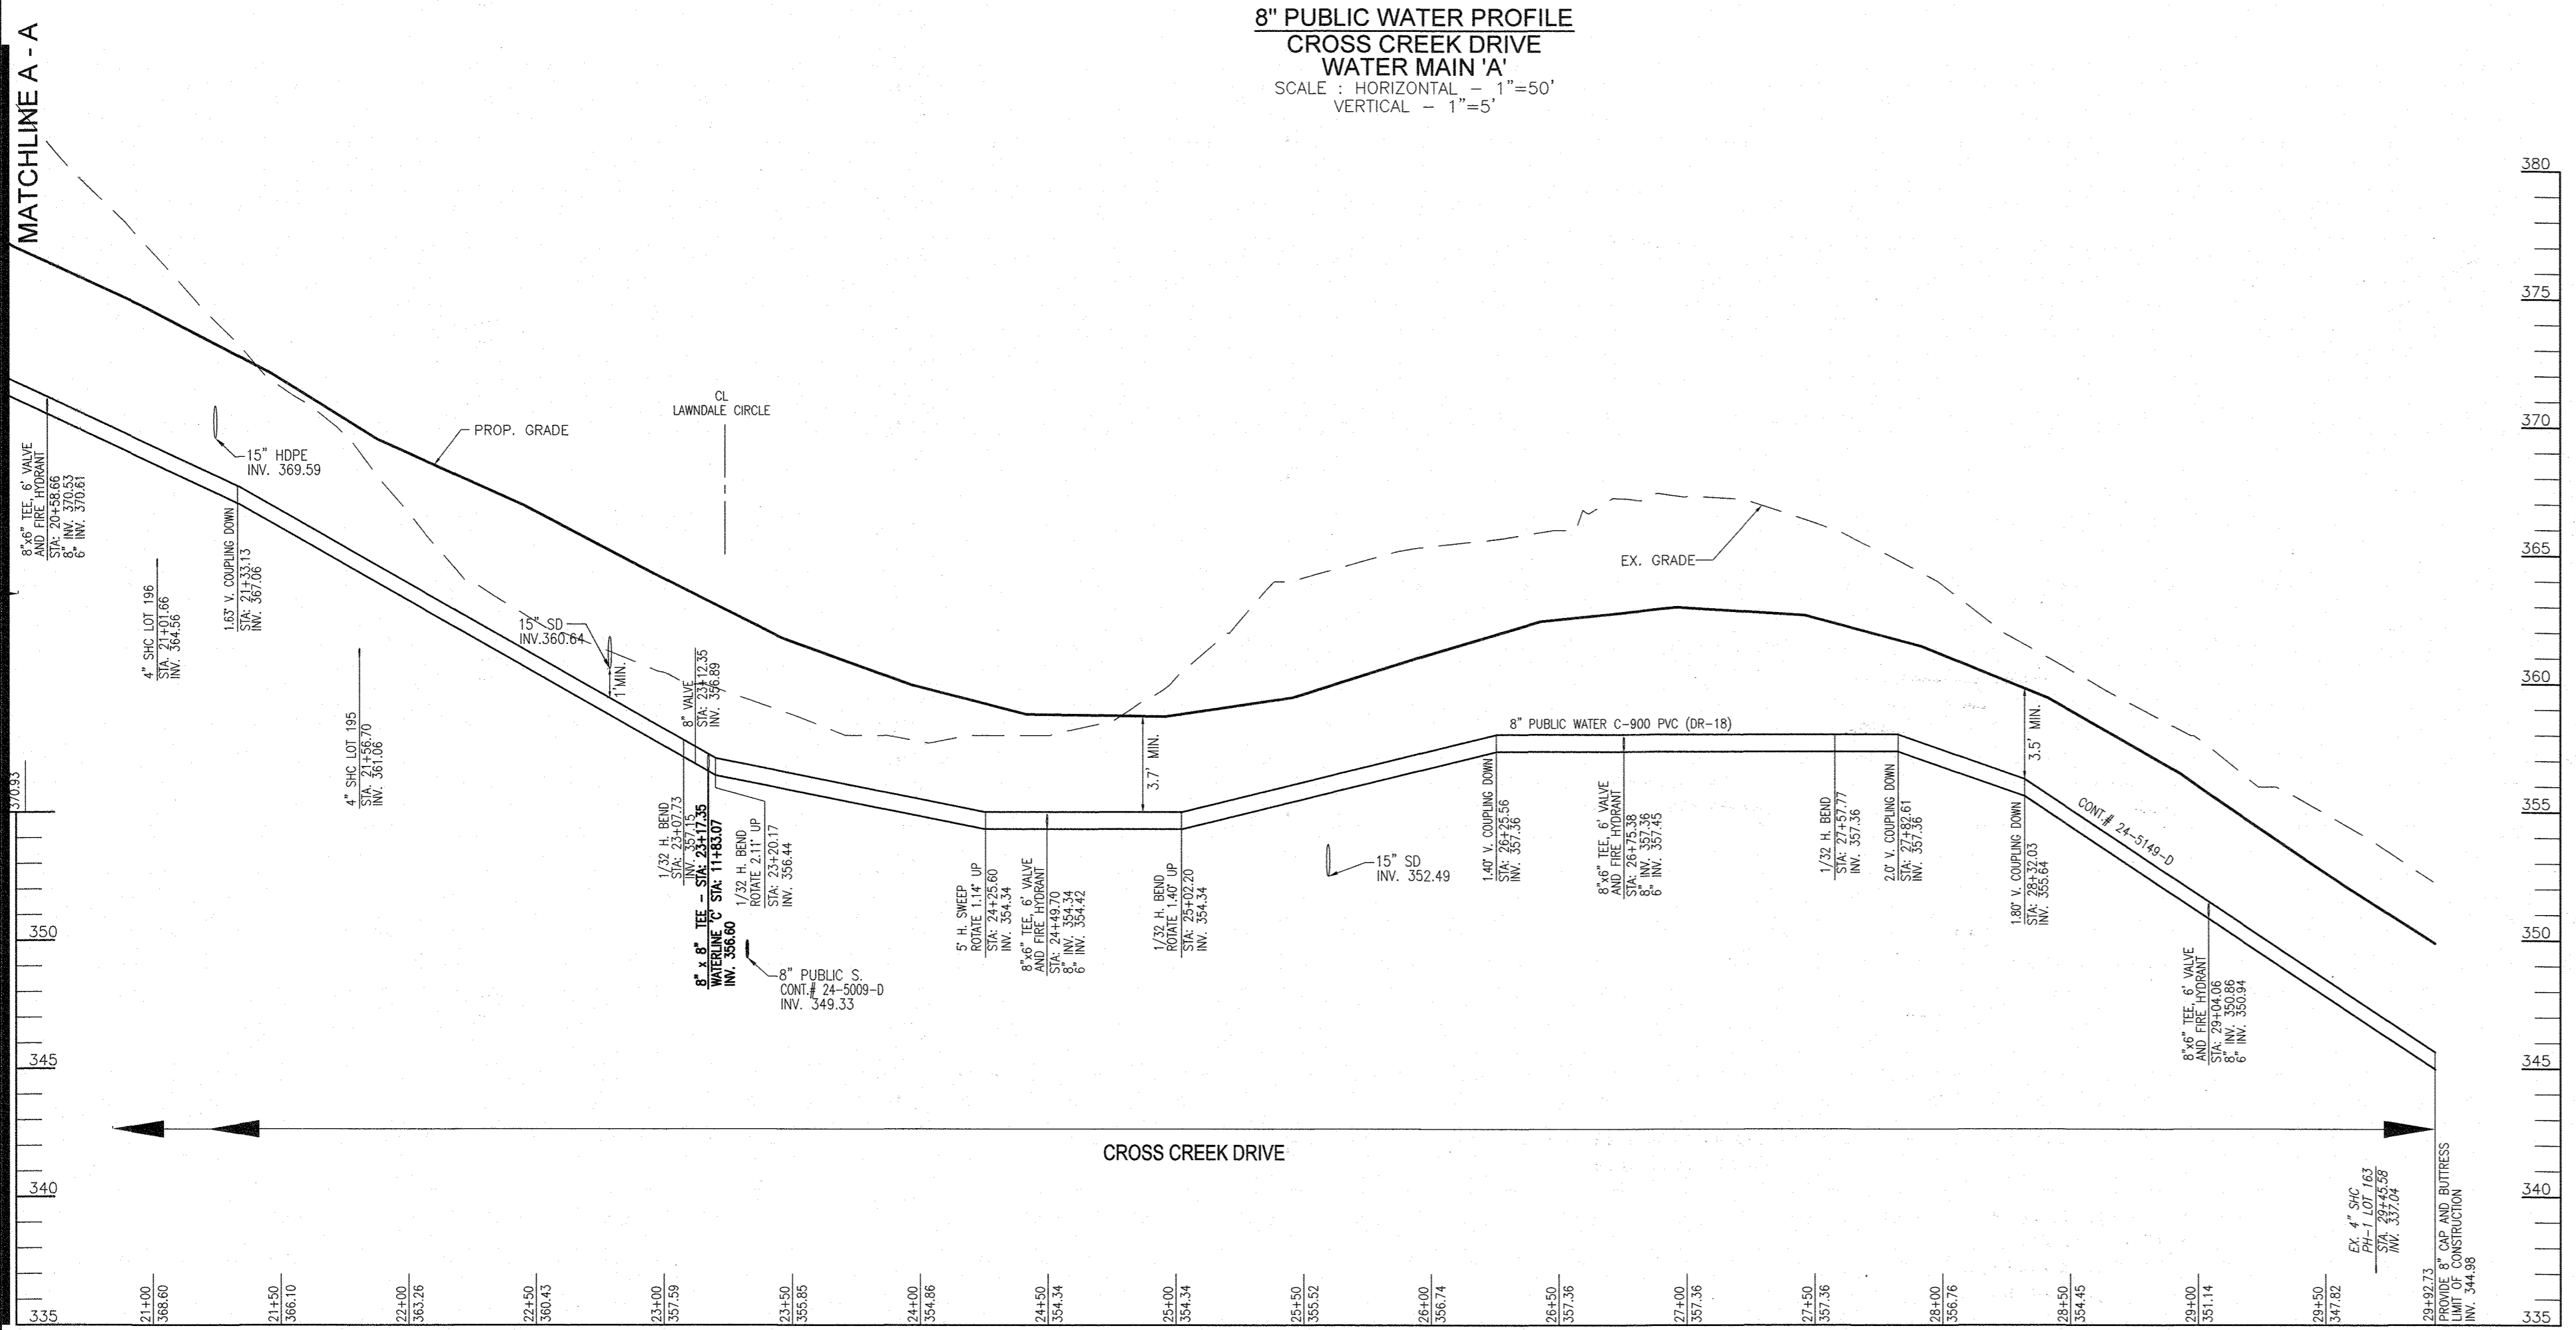 8" PUBLIC WATER PROFILE
CROSS CREEK DRIVE
WATER MAIN 'A'
SCALE : HORIZONTAL – 1"=50'
VERTICAL – 1"=5'
MATCHLINE A - A
380
375
370
365
360
355
350
345
340
335
350
345
340
335
370.93
8"x6" TEE, 6' VALVE
AND FIRE HYDRANT
STA: 20+58.66
8" INV. 370.53
6" INV. 370.61
15" HDPE
INV. 369.59
4" SHC LOT 196
STA. 21+01.66
INV. 364.56
1.63° V. COUPLING DOWN
STA: 21+33.13
INV. 367.06
4" SHC LOT 195
STA. 21+56.70
INV. 361.06
PROP. GRADE
CL
LAWNDALE CIRCLE
15" SD
INV.360.64
1'MIN.
8" VALVE
STA: 23+12.35
INV. 356.89
1/32 H. BEND
STA: 23+07.73
INV. 357.15
8" x 8" TEE - STA: 23+17.35
WATERLINE 'C' STA: 11+83.07
INV. 356.60
1/32 H. BEND
ROTATE 2.11° UP
STA: 23+20.17
INV. 356.44
8" PUBLIC S.
CONT.# 24-5009-D
INV. 349.33
5° H. SWEEP
ROTATE 1.14° UP
STA: 24+25.60
INV. 354.34
8"x6" TEE, 6' VALVE
AND FIRE HYDRANT
STA: 24+49.70
8" INV. 354.34
6" INV. 354.42
3.7' MIN.
1/32 H. BEND
ROTATE 1.40° UP
STA: 25+02.20
INV. 354.34
15" SD
INV. 352.49
8" PUBLIC WATER C-900 PVC (DR-18)
1.40° V. COUPLING DOWN
STA: 26+25.56
INV. 357.36
EX. GRADE
8"x6" TEE, 6' VALVE
AND FIRE HYDRANT
STA: 26+75.38
8" INV. 357.36
6" INV. 357.45
1/32 H. BEND
STA: 27+57.77
INV. 357.36
2.0° V. COUPLING DOWN
STA: 27+82.61
INV. 357.36
3.5' MIN.
1.80° V. COUPLING DOWN
STA: 28+32.03
INV. 355.64
CONT.# 24-5149-D
8"x6" TEE, 6' VALVE
AND FIRE HYDRANT
STA: 29+04.06
8" INV. 350.86
6" INV. 350.94
CROSS CREEK DRIVE
EX. 4" SHC
PH-1 LOT 163
STA. 29+45.58
INV. 337.04
21+00
368.60
21+50
366.10
22+00
363.26
22+50
360.43
23+00
357.59
23+50
355.85
24+00
354.86
24+50
354.34
25+00
354.34
25+50
355.52
26+00
356.74
26+50
357.36
27+00
357.36
27+50
357.36
28+00
356.76
28+50
354.45
29+00
351.14
29+50
347.82
29+92.73
PROVIDE 8" CAP AND BUTTRESS
LIMIT OF CONSTRUCTION
INV. 344.98